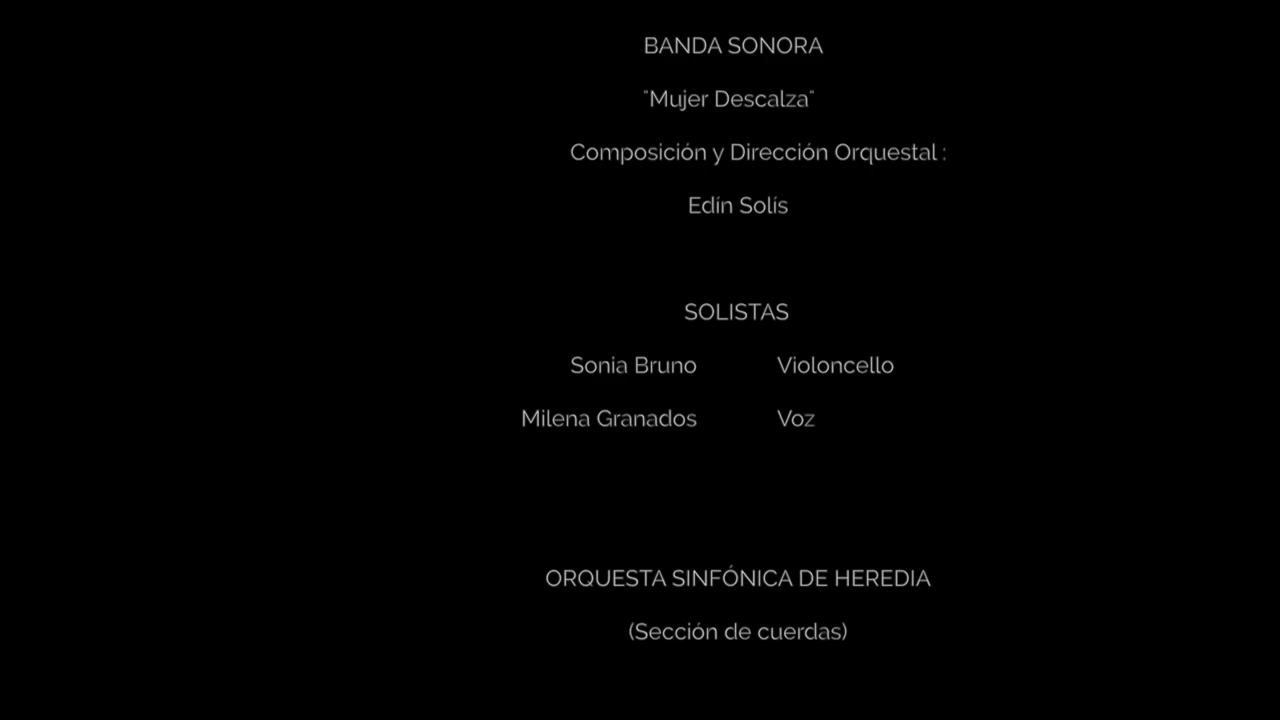 BANDA SONORA
"Mujer Descalza"
Composición y Dirección Orquestal :
Edín Solís
SOLISTAS
Sonia Bruno Violoncello
Milena Granados Voz
ORQUESTA SINFÓNICA DE HEREDIA
(Sección de cuerdas)